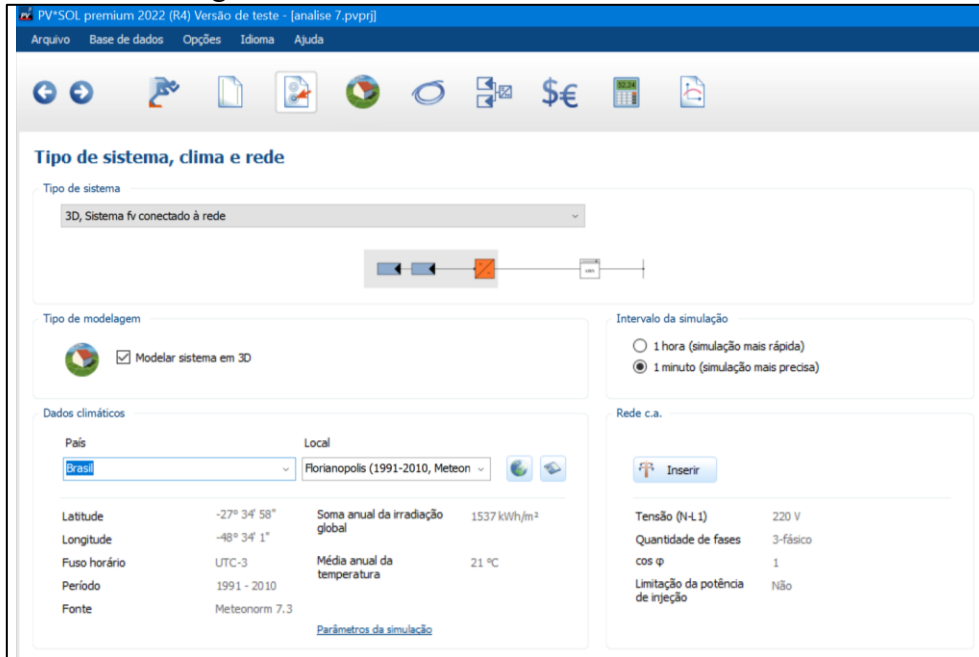 PV*SOL premium 2022 (R4) Versão de teste - [analise 7.pvprj]
Arquivo Base de dados Opções Idioma Ajuda
$€
Tipo de sistema, clima e rede
Tipo de sistema
3D, Sistema fv conectado à rede
Tipo de modelagem
Modelar sistema em 3D
Intervalo da simulação
1 hora (simulação mais rápida)
1 minuto (simulação mais precisa)
Dados climáticos
País Local
Brasil Florianopolis (1991-2010, Meteon
Latitude -27° 34' 58"
Longitude -48° 34' 1"
Fuso horário UTC-3
Período 1991 - 2010
Fonte Meteonorm 7.3
Soma anual da irradiação global 1537 kWh/m²
Média anual da temperatura 21 ºC
Parâmetros da simulação
Rede c.a.
Inserir
Tensão (N-L1) 220 V
Quantidade de fases 3-fásico
cos φ 1
Limitação da potência de injeção Não